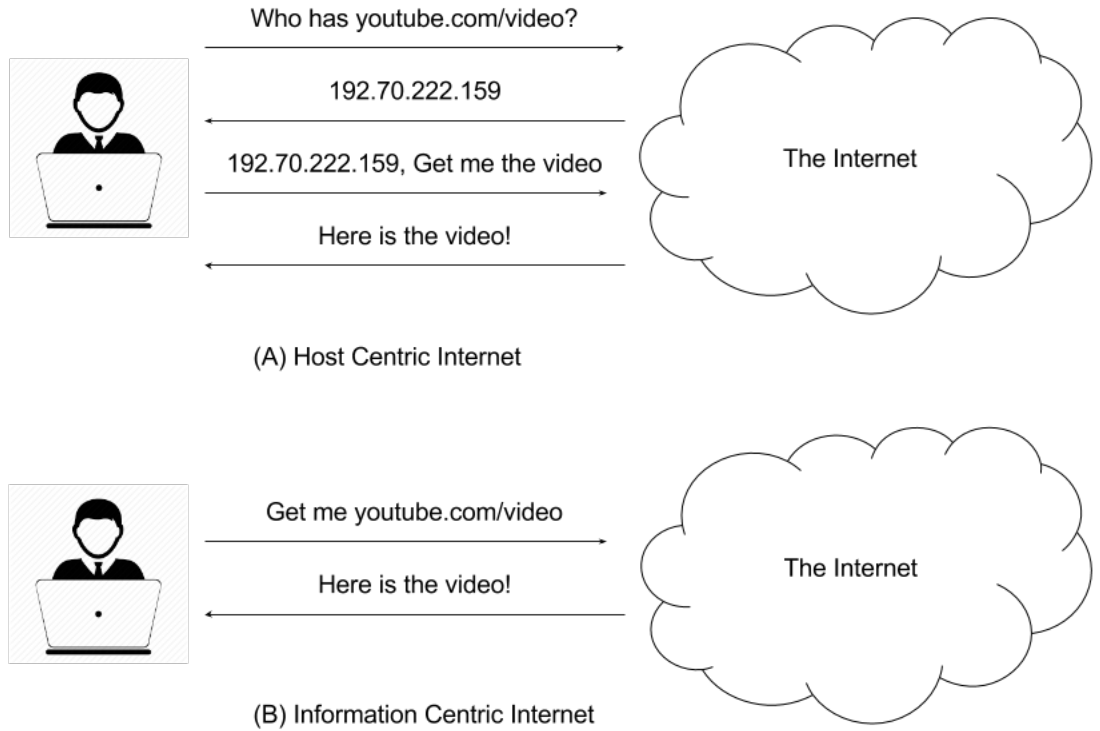 Who has youtube.com/video?
192.70.222.159
The Internet
192.70.222.159, Get me the video
Here is the video!
(A) Host Centric Internet
Get me youtube.com/video
The Internet
Here is the video!
(B) Information Centric Internet